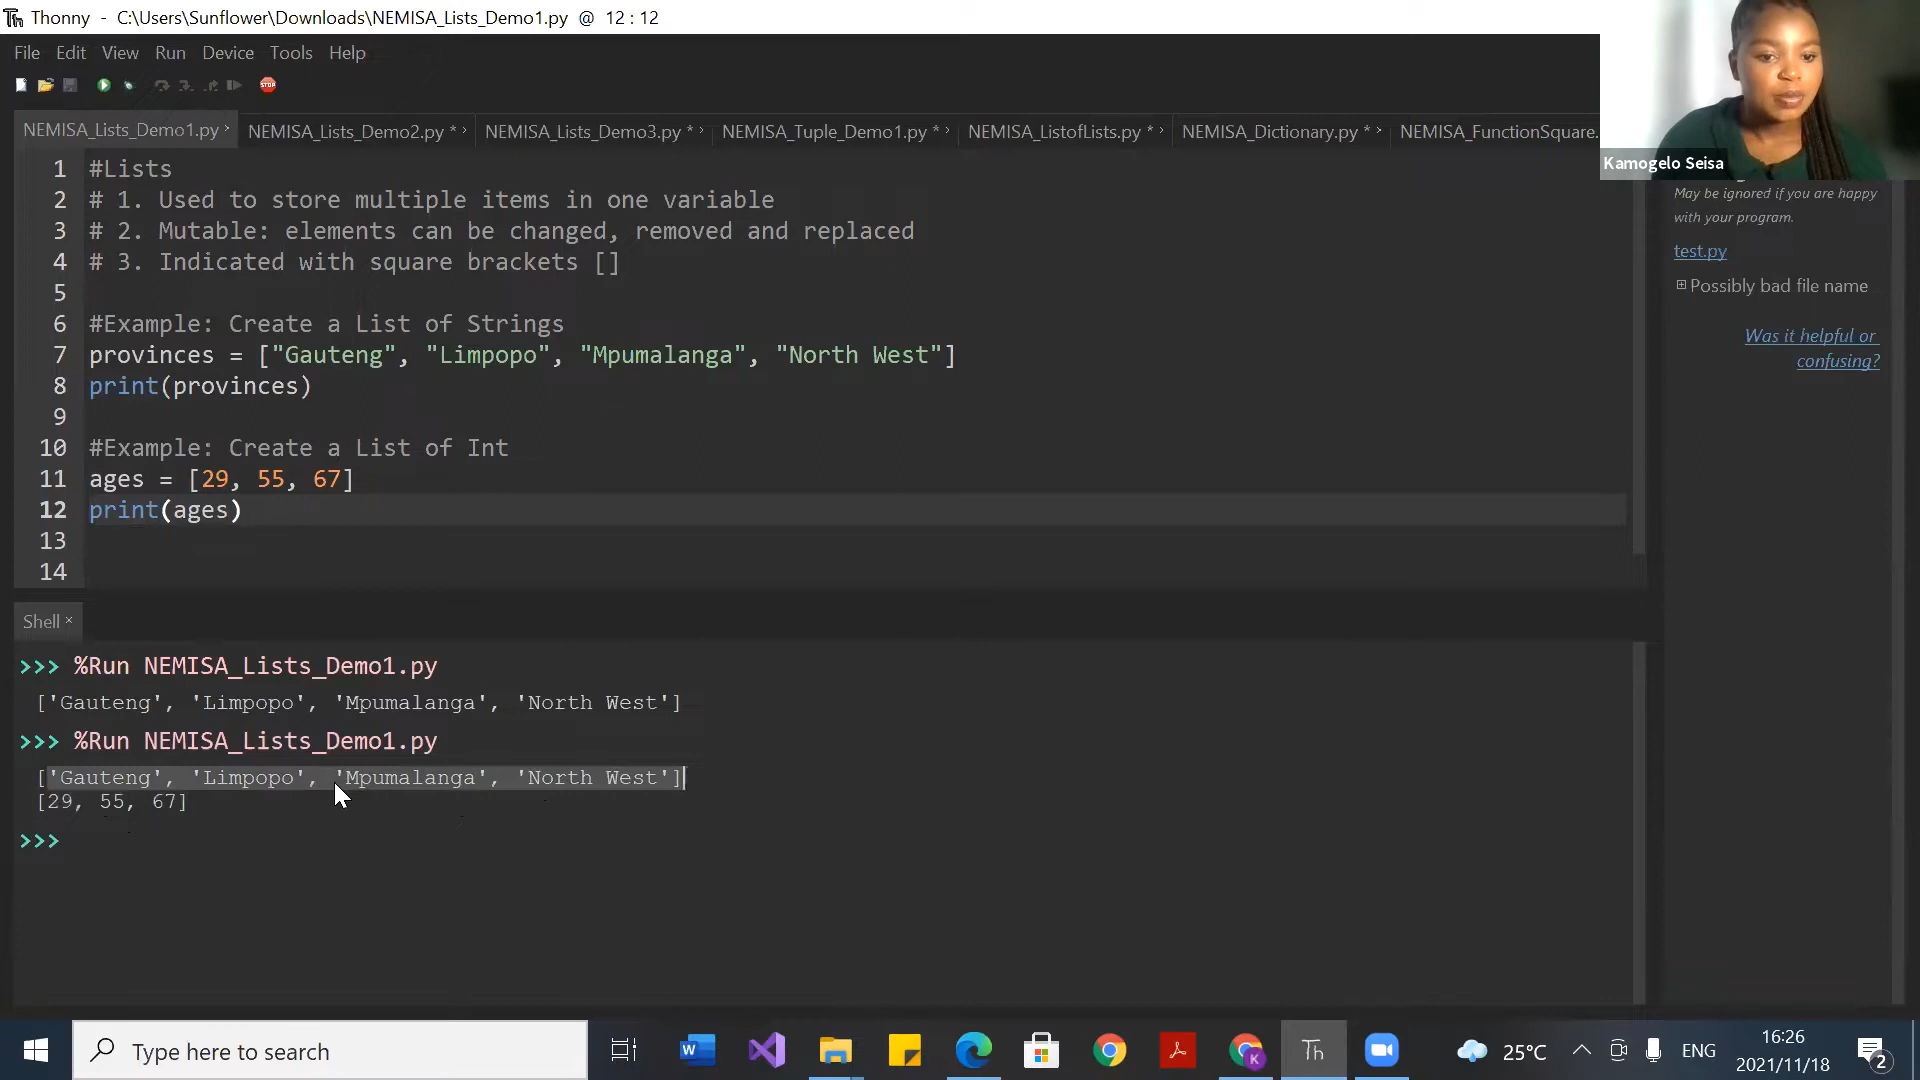 Th Thonny - C:\Users\Sunflower\Downloads\NEMISA_Lists_Demo1.py @ 12 : 12
File Edit View Run Device Tools Help
STOP
NEMISA_Lists_Demo1.py × NEMISA_Lists_Demo2.py * × NEMISA_Lists_Demo3.py * × NEMISA_Tuple_Demo1.py * × NEMISA_ListofLists.py * × NEMISA_Dictionary.py * × NEMISA_FunctionSquare.
Kamogelo Seisa
1 #Lists
2 # 1. Used to store multiple items in one variable
3 # 2. Mutable: elements can be changed, removed and replaced
4 # 3. Indicated with square brackets []
5
6 #Example: Create a List of Strings
7 provinces = ["Gauteng", "Limpopo", "Mpumalanga", "North West"]
8 print(provinces)
9
10 #Example: Create a List of Int
11 ages = [29, 55, 67]
12 print(ages)
13
14
May be ignored if you are happy
with your program.
test.py
Possibly bad file name
Was it helpful or
confusing?
Shell ×
>>> %Run NEMISA_Lists_Demo1.py
['Gauteng', 'Limpopo', 'Mpumalanga', 'North West']
>>> %Run NEMISA_Lists_Demo1.py
['Gauteng', 'Limpopo', 'Mpumalanga', 'North West']
[29, 55, 67]
>>>
Type here to search
W
K
Th
25°C
ENG
16:26
2021/11/18
2